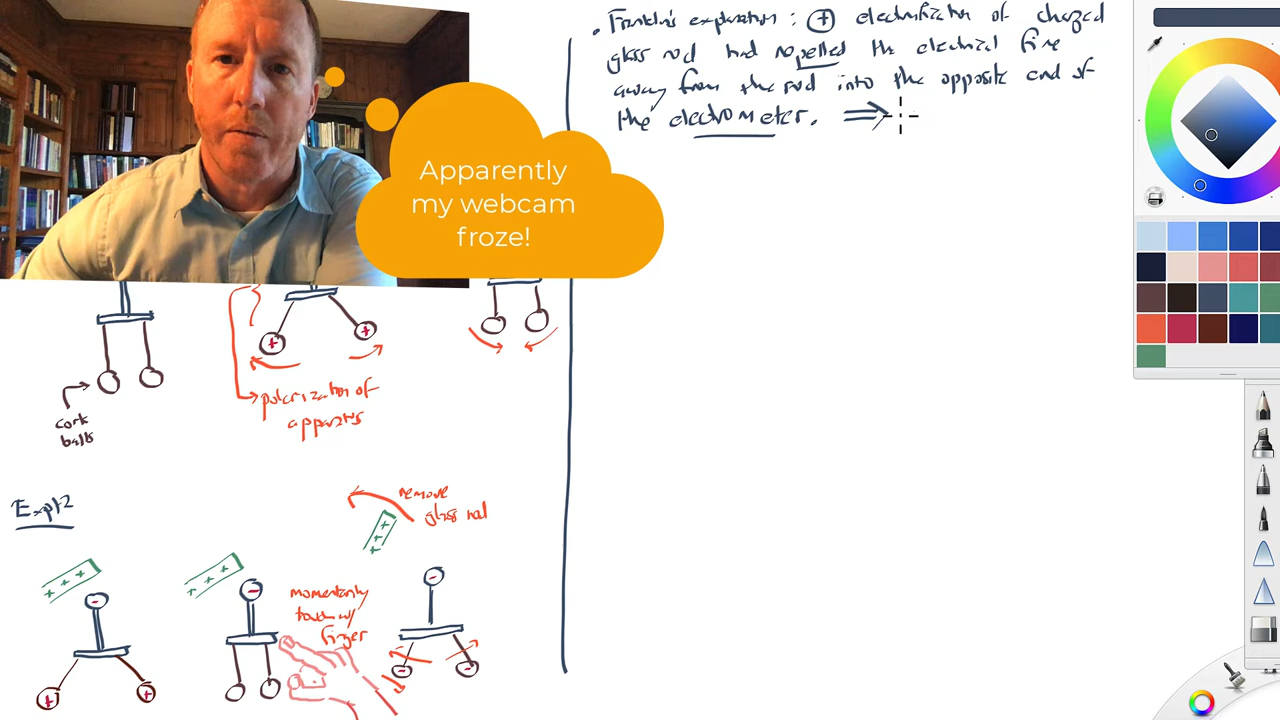 • Franklin's explanation : + electrification of charged
glass rod had repelled the electrical fire
away from the rod into the opposite end of
the electrometer. ⇒
Apparently
my webcam
froze!
+ +
polarization of
apparatus
cork
balls
Expt 2
remove
glass rod
+ + +
+ + +
+ + +
- - -
momentarily
touch w/
finger
+ + - -